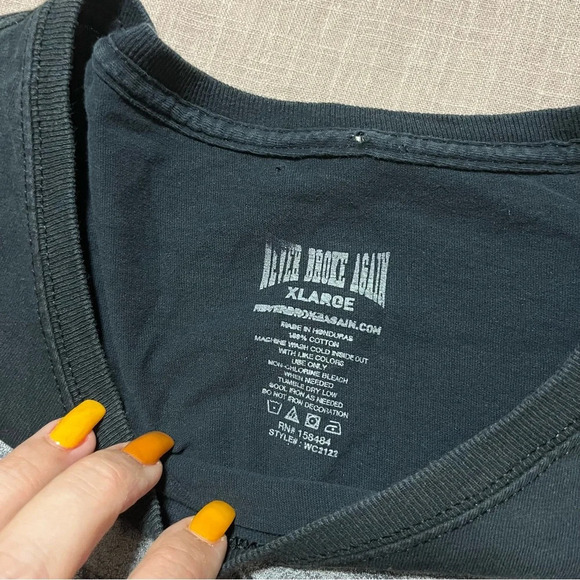 NEVER BROKE AGAIN
XLARGE
NEVERBROKEAGAIN.COM
MADE IN HONDURAS
100% COTTON
MACHINE WASH COLD INSIDE OUT
WITH LIKE COLORS
USE ONLY
NON-CHLORINE BLEACH
WHEN NEEDED
TUMBLE DRY LOW
COOL IRON AS NEEDED
DO NOT IRON DECORATION
RN# 158484
STYLE#: WC2122